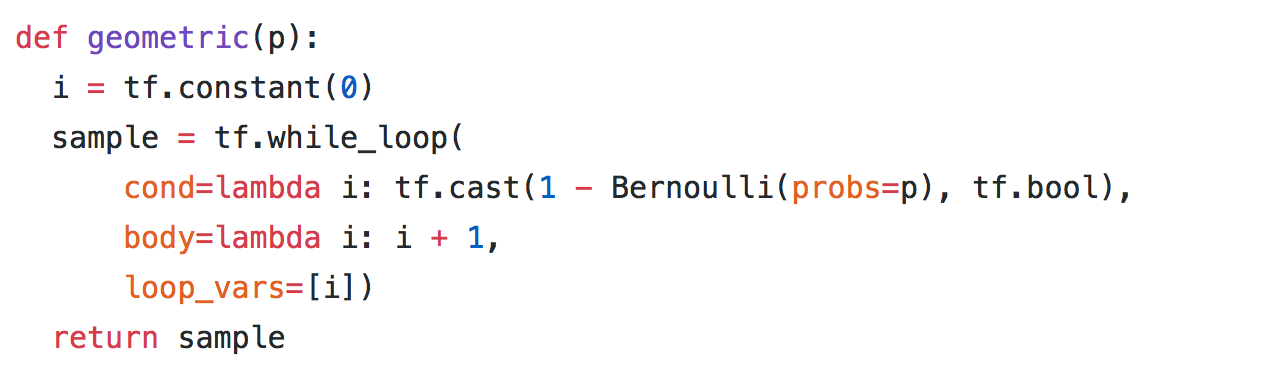 def geometric(p):
  i = tf.constant(0)
  sample = tf.while_loop(
      cond=lambda i: tf.cast(1 - Bernoulli(probs=p), tf.bool),
      body=lambda i: i + 1,
      loop_vars=[i])
  return sample